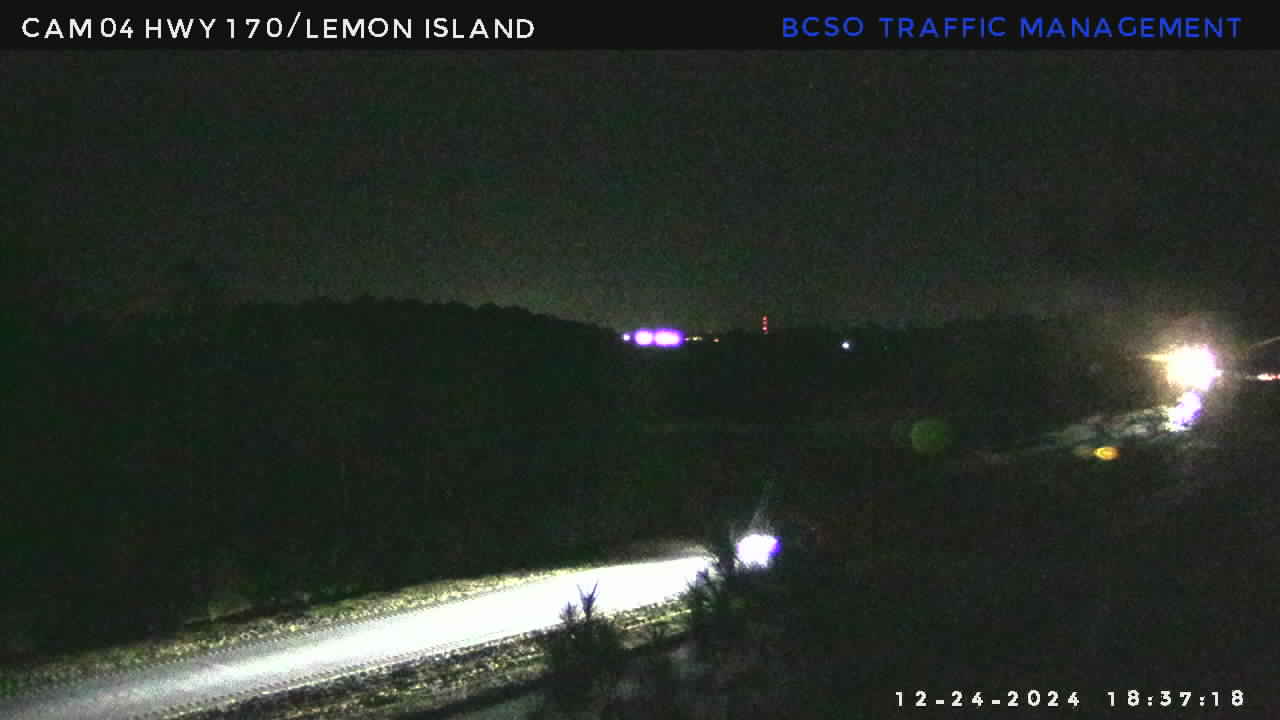 CAM04 HWY 170/LEMON ISLAND
BCSO TRAFFIC MANAGEMENT
12-24-2024 18:37:18